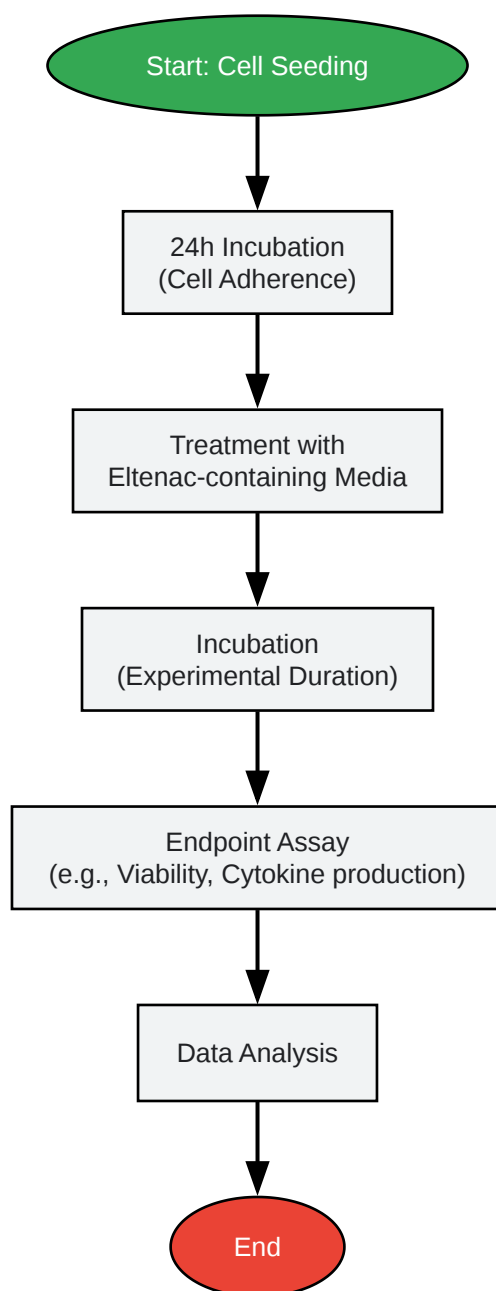 Start: Cell Seeding
24h Incubation
(Cell Adherence)
Treatment with
Eltenac-containing Media
Incubation
(Experimental Duration)
Endpoint Assay
(e.g., Viability, Cytokine production)
Data Analysis
End